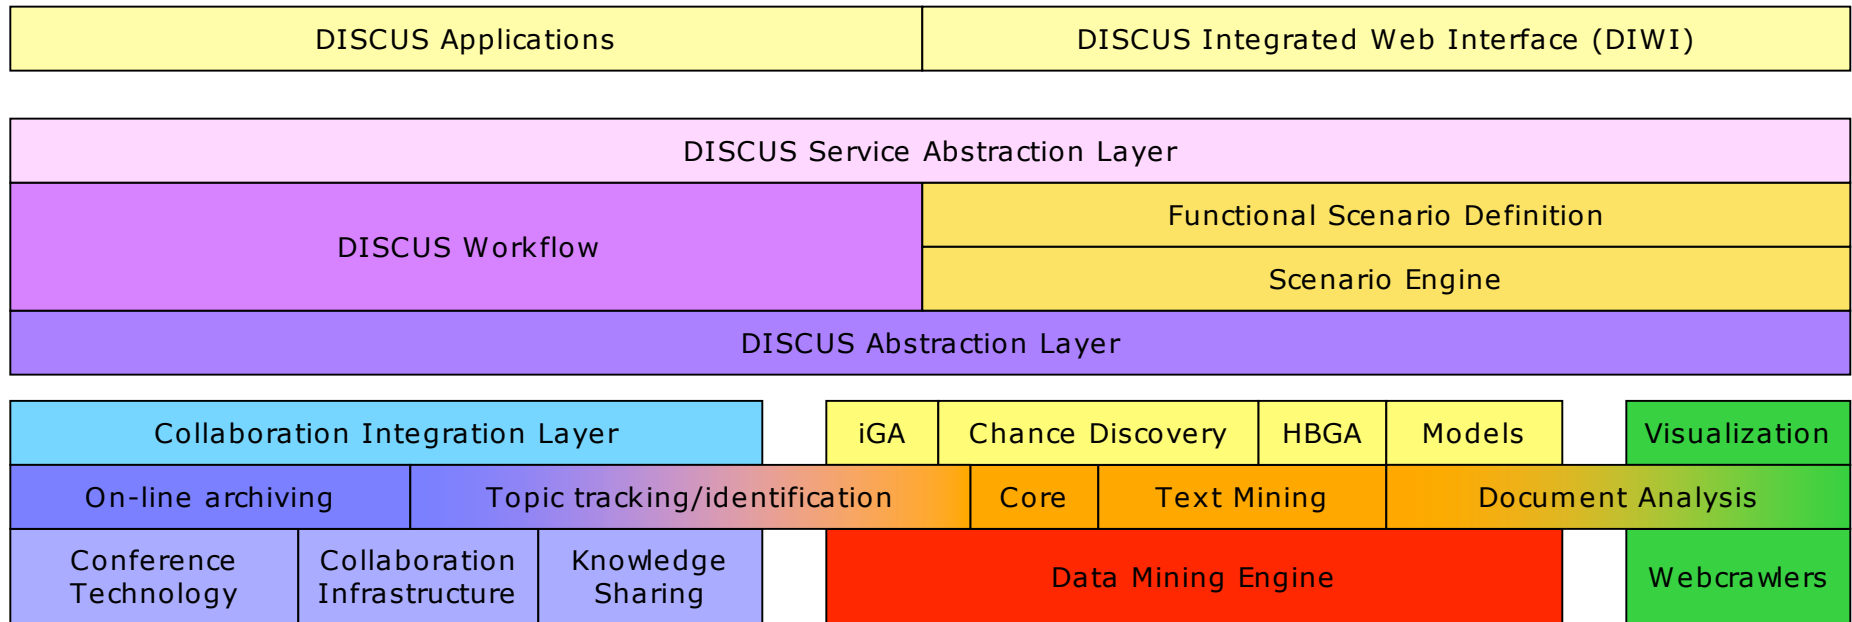 DISCUS Applications
DISCUS Integrated Web Interface (DIWI)
DISCUS Service Abstraction Layer
DISCUS Workflow
Functional Scenario Definition
Scenario Engine
DISCUS Abstraction Layer
Collaboration Integration Layer
iGA
Chance Discovery
HBGA
Models
Visualization
On-line archiving
Topic tracking/identification
Core
Text Mining
Document Analysis
Conference
Technology
Collaboration
Infrastructure
Knowledge
Sharing
Data Mining Engine
Webcrawlers